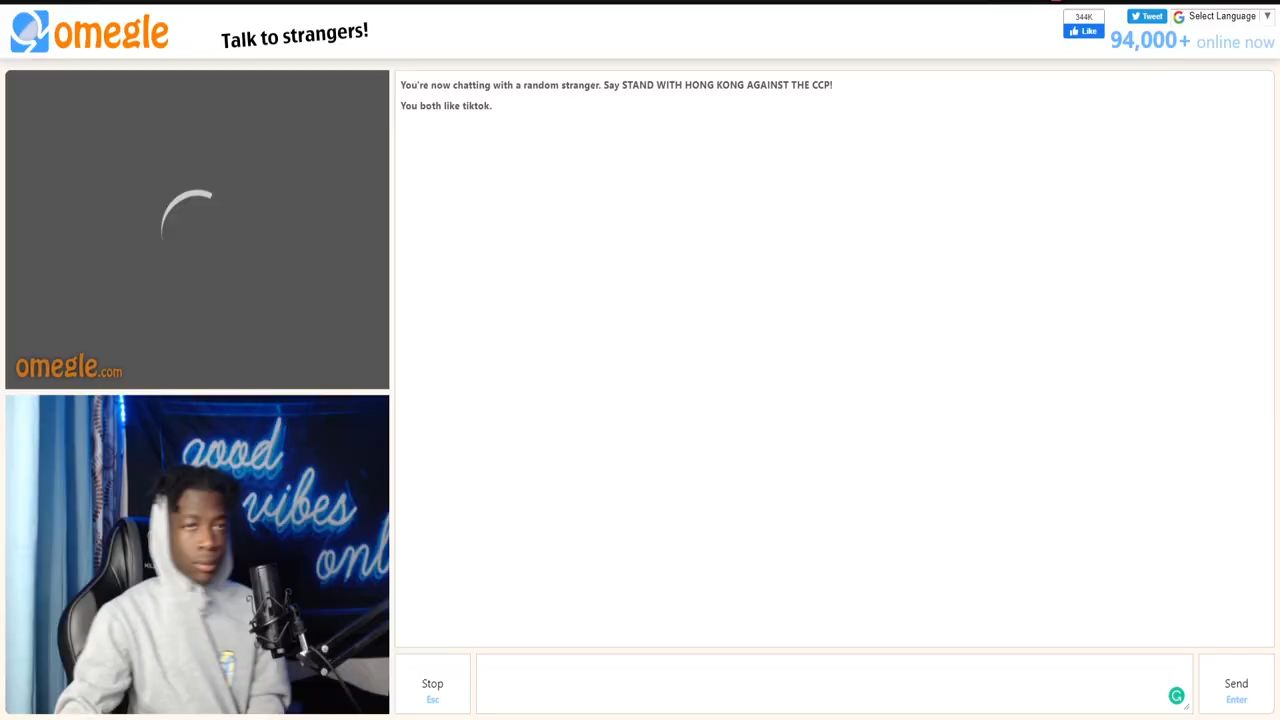 omegle
Talk to strangers!
344K
Like
Tweet
Select Language ▼
94,000+ online now
You're now chatting with a random stranger. Say STAND WITH HONG KONG AGAINST THE CCP!
You both like tiktok.
omegle.com
good
vibes
only
Stop
Esc
Send
Enter